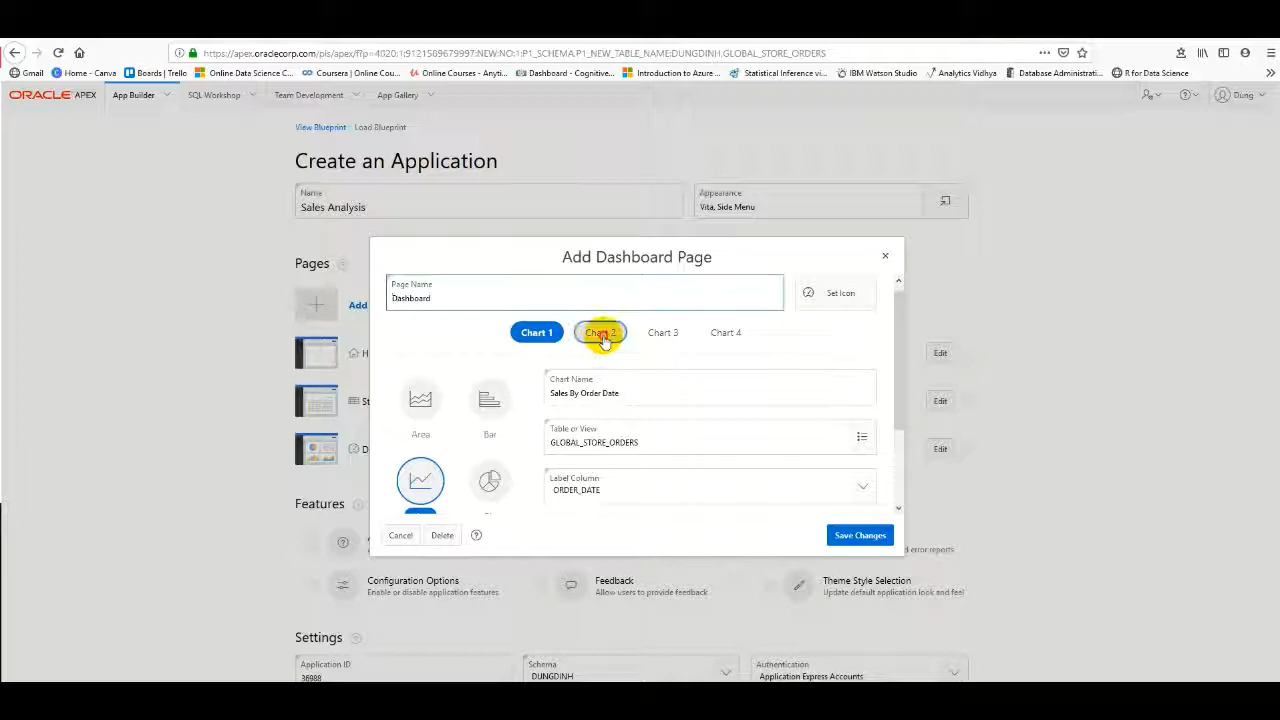 https://apex.oraclecorp.com/pls/apex/f?p=4020:1:9121589679997:NEW:NO:1:P1_SCHEMA,P1_NEW_TABLE_NAME:DUNGDINH,GLOBAL_STORE_ORDERS
Gmail Home - Canva Boards | Trello Online Data Science C... Coursera | Online Cou... Online Courses - Anyti... Dashboard - Cognitive... Introduction to Azure ... Statistical Inference vi... IBM Watson Studio Analytics Vidhya Database Administrati... R for Data Science
ORACLE APEX App Builder SQL Workshop Team Development App Gallery Dung
View Blueprint Load Blueprint
Create an Application
Name
Sales Analysis
Appearance
Vita, Side Menu
Pages
Add
H
Edit
St
Edit
D
Edit
Add Dashboard Page
Page Name
Dashboard
Set Icon
Chart 1 Chart 2 Chart 3 Chart 4
Area Bar
Chart Name
Sales By Order Date
Table or View
GLOBAL_STORE_ORDERS
Label Column
ORDER_DATE
Cancel Delete Save Changes
Features
d error reports
Configuration Options
Enable or disable application features
Feedback
Allow users to provide feedback
Theme Style Selection
Update default application look and feel
Settings
Application ID
36988
Schema
DUNGDINH
Authentication
Application Express Accounts